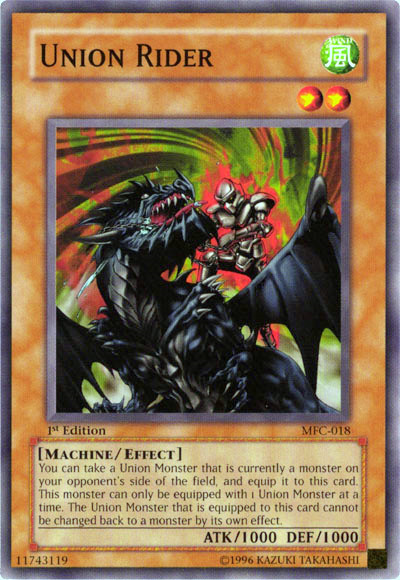 UNION RIDER
WIND
風
1st Edition
MFC-018
[MACHINE/EFFECT]
You can take a Union Monster that is currently a monster on
your opponent's side of the field, and equip it to this card.
This monster can only be equipped with 1 Union Monster at a
time. The Union Monster that is equipped to this card cannot
be changed back to a monster by its own effect.
ATK/1000 DEF/1000
11743119
©1996 KAZUKI TAKAHASHI